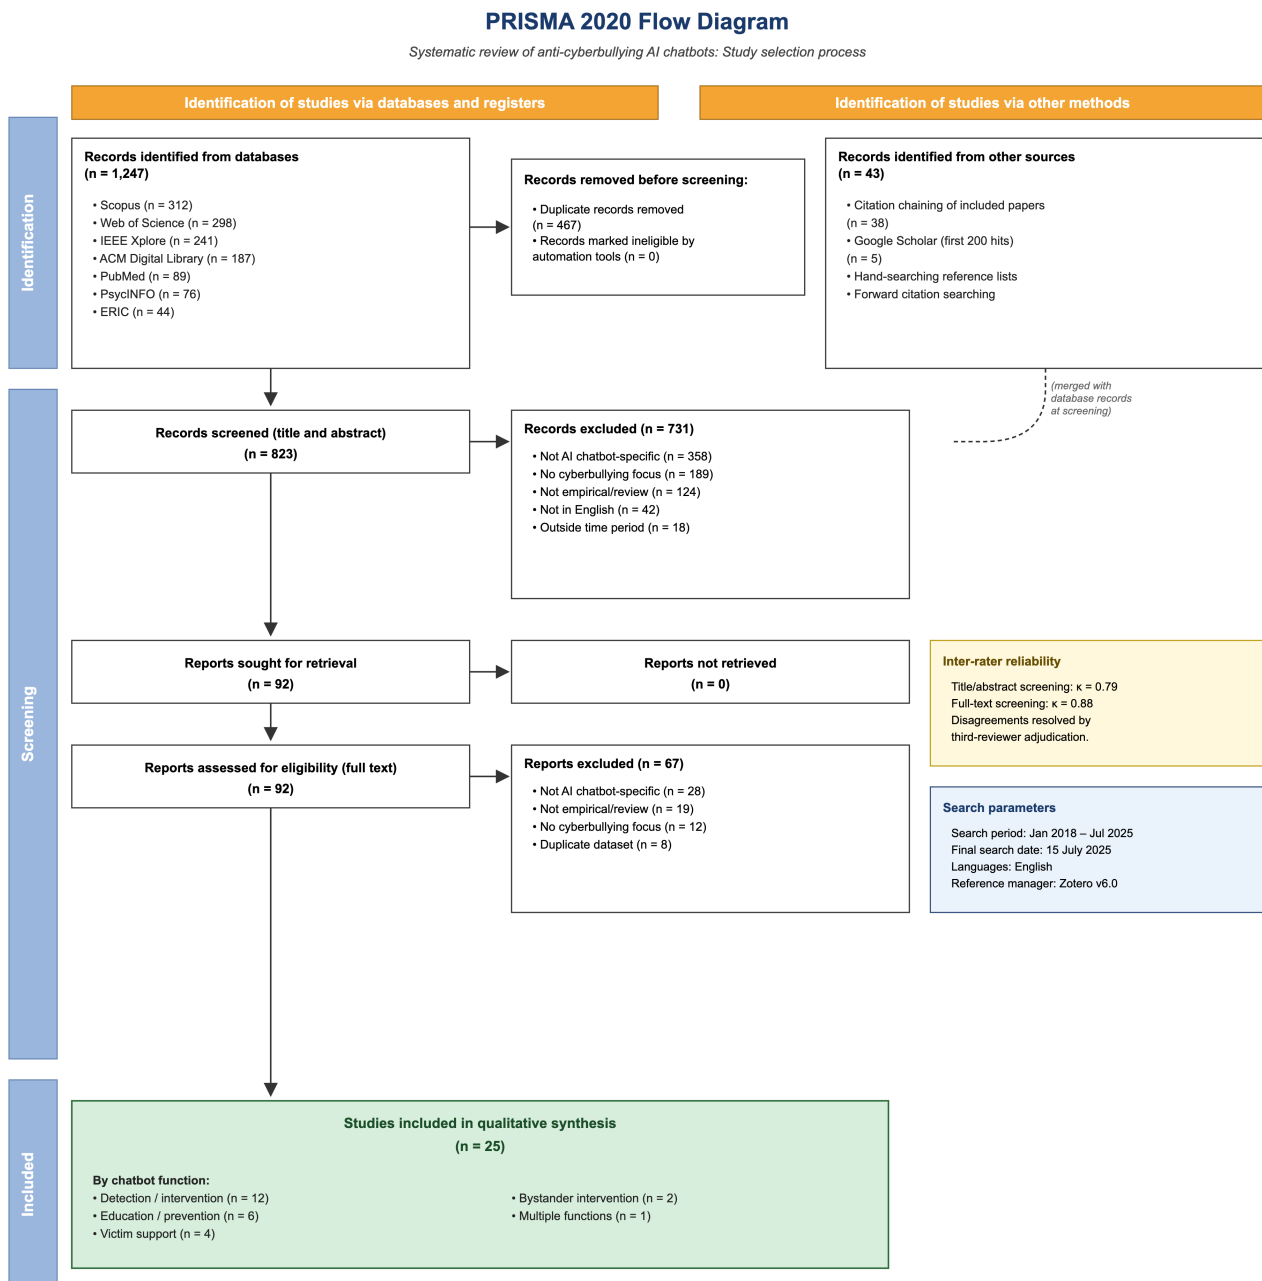 PRISMA 2020 Flow Diagram
Systematic review of anti-cyberbullying AI chatbots: Study selection process
Identification of studies via databases and registers
Identification of studies via other methods
Identification
Records identified from databases
(n = 1,247)
• Scopus (n = 312)
• Web of Science (n = 298)
• IEEE Xplore (n = 241)
• ACM Digital Library (n = 187)
• PubMed (n = 89)
• PsycINFO (n = 76)
• ERIC (n = 44)
Records removed before screening:
• Duplicate records removed
(n = 467)
• Records marked ineligible by
automation tools (n = 0)
Records identified from other sources
(n = 43)
• Citation chaining of included papers
(n = 38)
• Google Scholar (first 200 hits)
(n = 5)
• Hand-searching reference lists
• Forward citation searching
(merged with
database records
at screening)
Screening
Records screened (title and abstract)
(n = 823)
Records excluded (n = 731)
• Not AI chatbot-specific (n = 358)
• No cyberbullying focus (n = 189)
• Not empirical/review (n = 124)
• Not in English (n = 42)
• Outside time period (n = 18)
Reports sought for retrieval
(n = 92)
Reports not retrieved
(n = 0)
Inter-rater reliability
Title/abstract screening: κ = 0.79
Full-text screening: κ = 0.88
Disagreements resolved by
third-reviewer adjudication.
Reports assessed for eligibility (full text)
(n = 92)
Reports excluded (n = 67)
• Not AI chatbot-specific (n = 28)
• Not empirical/review (n = 19)
• No cyberbullying focus (n = 12)
• Duplicate dataset (n = 8)
Search parameters
Search period: Jan 2018 – Jul 2025
Final search date: 15 July 2025
Languages: English
Reference manager: Zotero v6.0
Included
Studies included in qualitative synthesis
(n = 25)
By chatbot function:
• Detection / intervention (n = 12)
• Education / prevention (n = 6)
• Victim support (n = 4)
• Bystander intervention (n = 2)
• Multiple functions (n = 1)